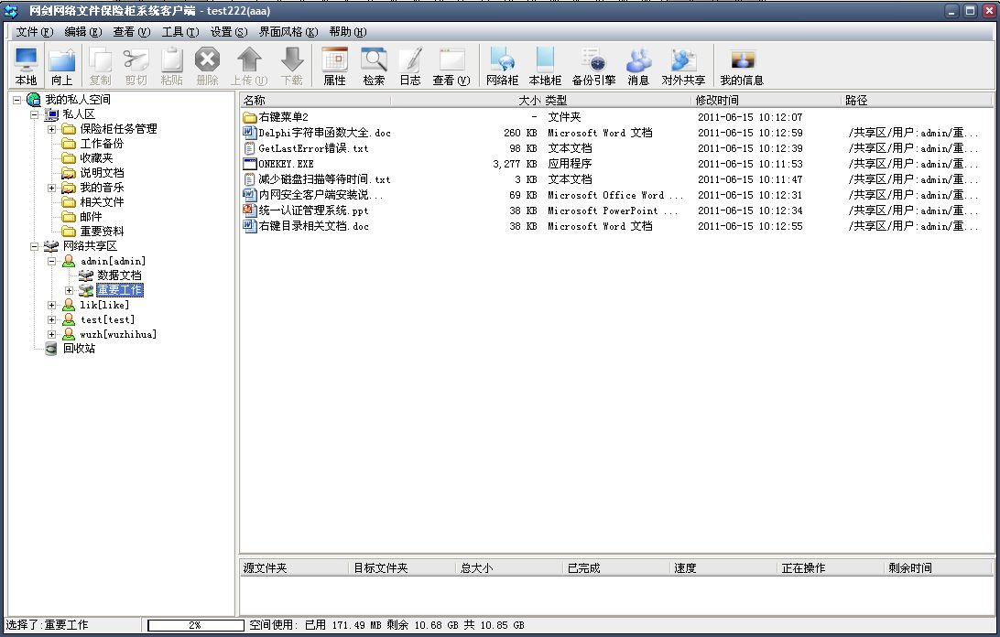 网剑网络文件保险柜系统客户端 - test222(aaa)
文件(F) 编辑(E) 查看(V) 工具(T) 设置(S) 界面风格(K) 帮助(H)
本地 向上 复制 剪切 粘贴 删除 上传(U) 下载 属性 检索 日志 查看(V) 网络柜 本地柜 备份引擎 消息 对外共享 我的信息
我的私人空间
私人区
保险柜任务管理
工作备份
收藏夹
说明文档
我的音乐
相关文件
邮件
重要资料
网络共享区
admin[admin]
数据文档
重要工作
lik[like]
test[test]
wuzh[wuzhihua]
回收站
名称 大小 类型 修改时间 路径
右键菜单2 - 文件夹 2011-06-15 10:12:07
Delphi字符串函数大全.doc 260 KB Microsoft Word 文档 2011-06-15 10:12:59 /共享区/用户:admin/重...
GetLastError错误.txt 98 KB 文本文档 2011-06-15 10:12:39 /共享区/用户:admin/重...
ONEKEY.EXE 3,277 KB 应用程序 2011-06-15 10:11:53 /共享区/用户:admin/重...
减少磁盘扫描等待时间.txt 3 KB 文本文档 2011-06-15 10:11:47 /共享区/用户:admin/重...
内网安全客户端安装说... 69 KB Microsoft Office Word ... 2011-06-15 10:12:31 /共享区/用户:admin/重...
统一认证管理系统.ppt 38 KB Microsoft PowerPoint ... 2011-06-15 10:12:34 /共享区/用户:admin/重...
右键目录相关文档.doc 38 KB Microsoft Word 文档 2011-06-15 10:12:55 /共享区/用户:admin/重...
源文件夹 目标文件夹 总大小 已完成 速度 正在操作 剩余时间
选择了:重要工作 2% 空间使用: 已用 171.49 MB 剩余 10.68 GB 共 10.85 GB